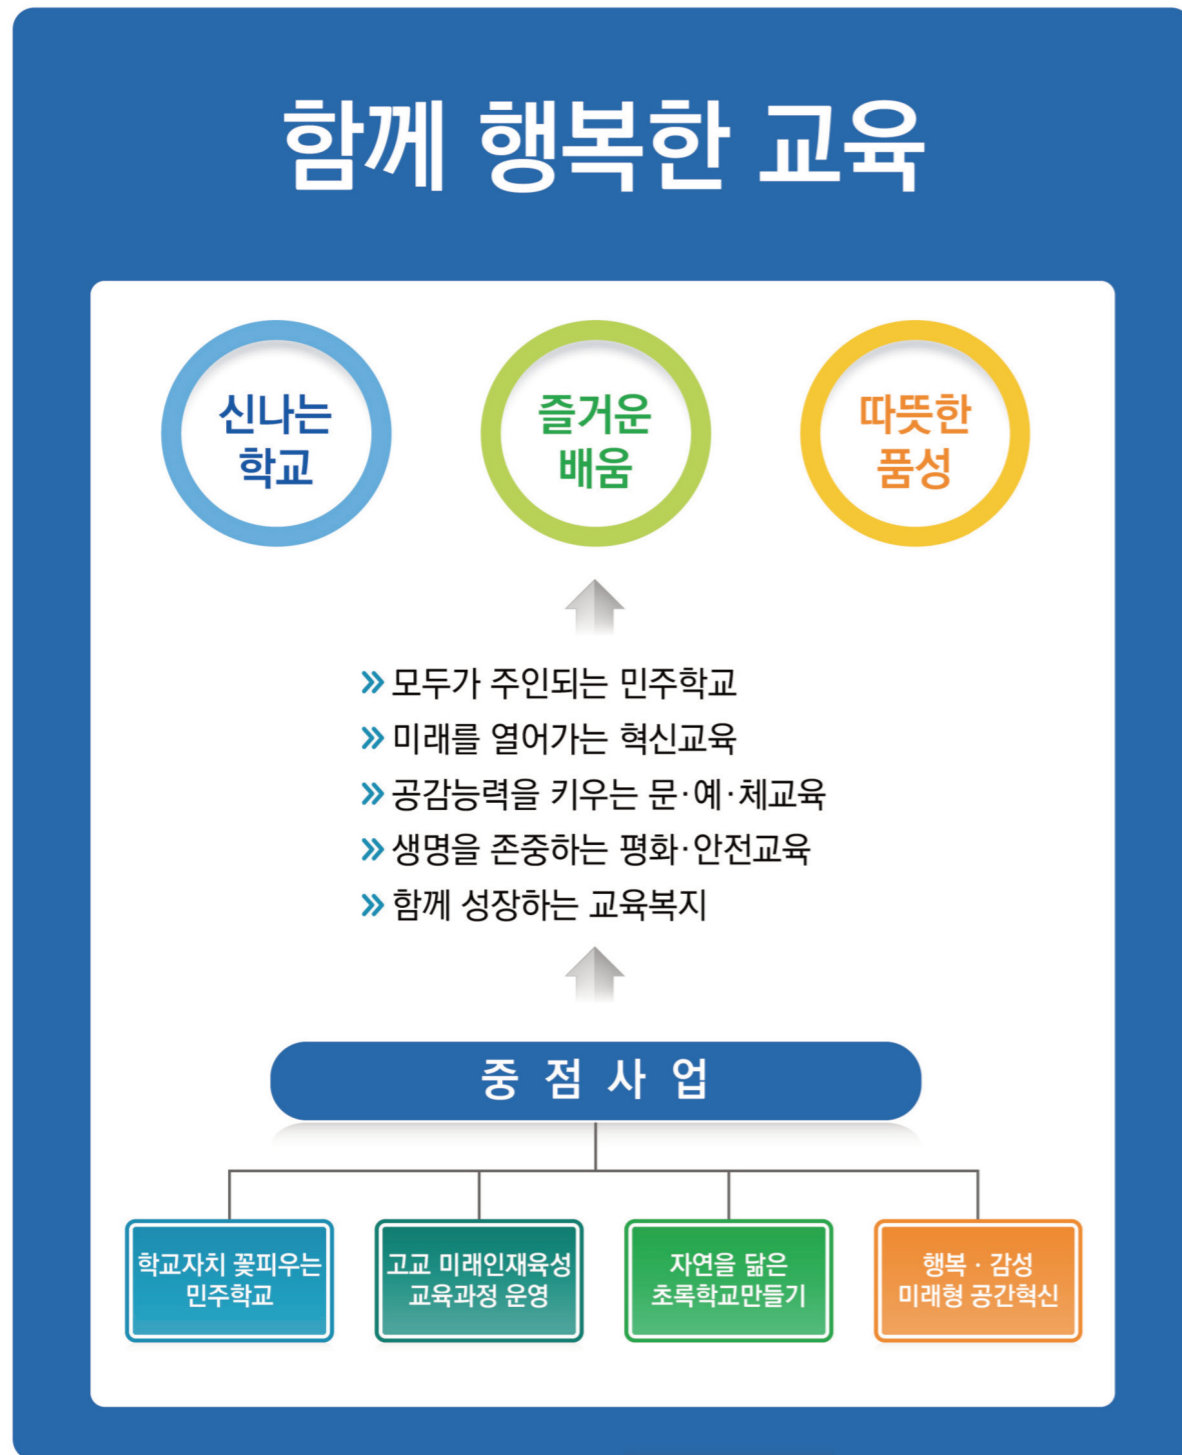 함께 행복한 교육
신나는
학교
즐거운
배움
따뜻한
품성
» 모두가 주인되는 민주학교
» 미래를 열어가는 혁신교육
» 공감능력을 키우는 문·예·체교육
» 생명을 존중하는 평화·안전교육
» 함께 성장하는 교육복지
중 점 사 업
학교자치 꽃피우는
민주학교
고교 미래인재육성
교육과정 운영
자연을 닮은
초록학교만들기
행복 · 감성
미래형 공간혁신